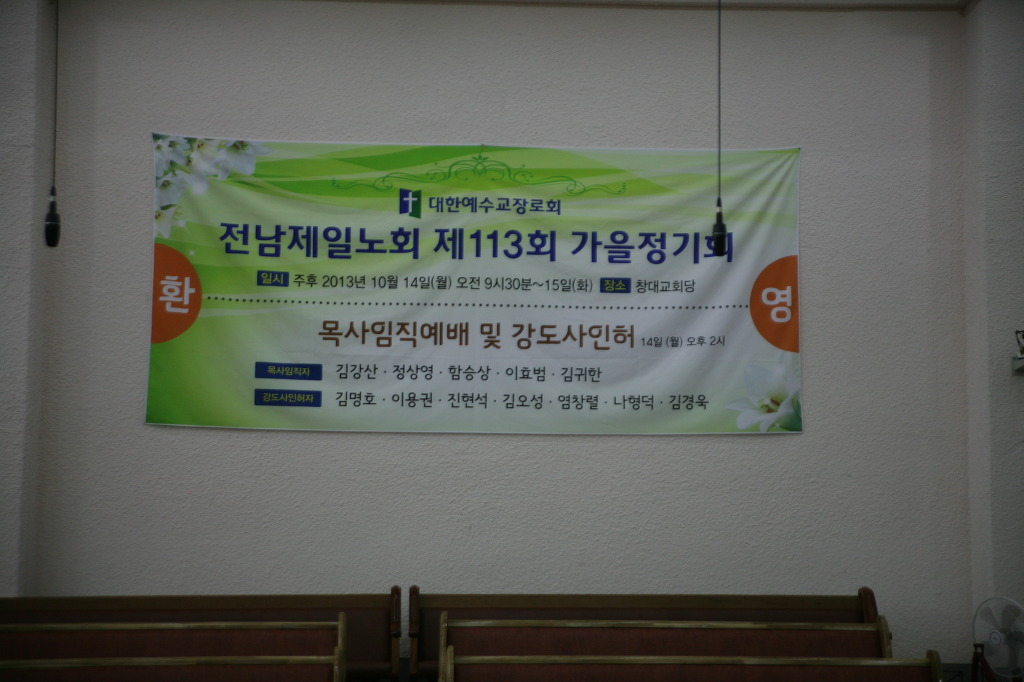 대한예수교장로회
전남제일노회 제113회 가을정기회
일시 주후 2013년 10월 14일(월) 오전 9시30분~15일(화) 장소 창대교회당
환 영
목사임직예배 및 강도사인허 14일 (월) 오후 2시
목사임직자 김강산 · 정상영 · 함승상 · 이효범 · 김귀한
강도사인허자 김명호 · 이용권 · 진현석 · 김오성 · 염창렬 · 나형덕 · 김경욱